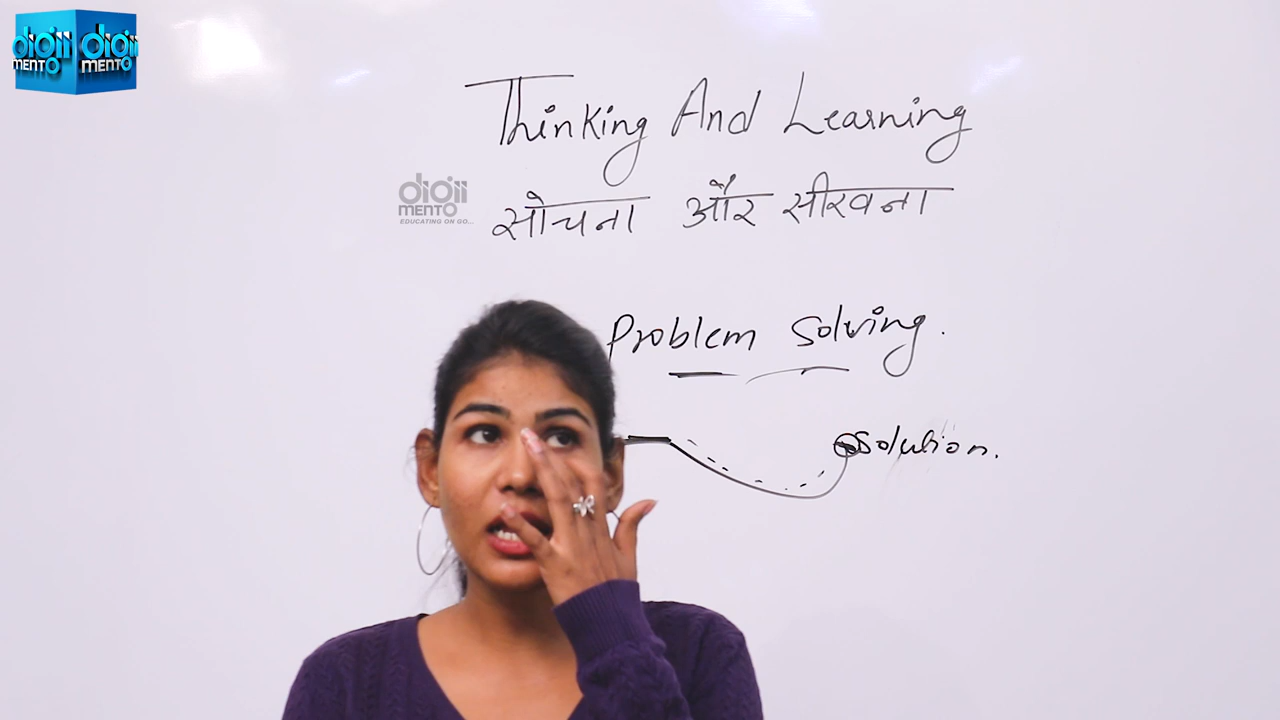 digii digii
MENTO MENTO
Thinking And Learning
digii
MENTO
EDUCATING ON GO...
सोचना और सीखना
Problem Solving.
Solution.